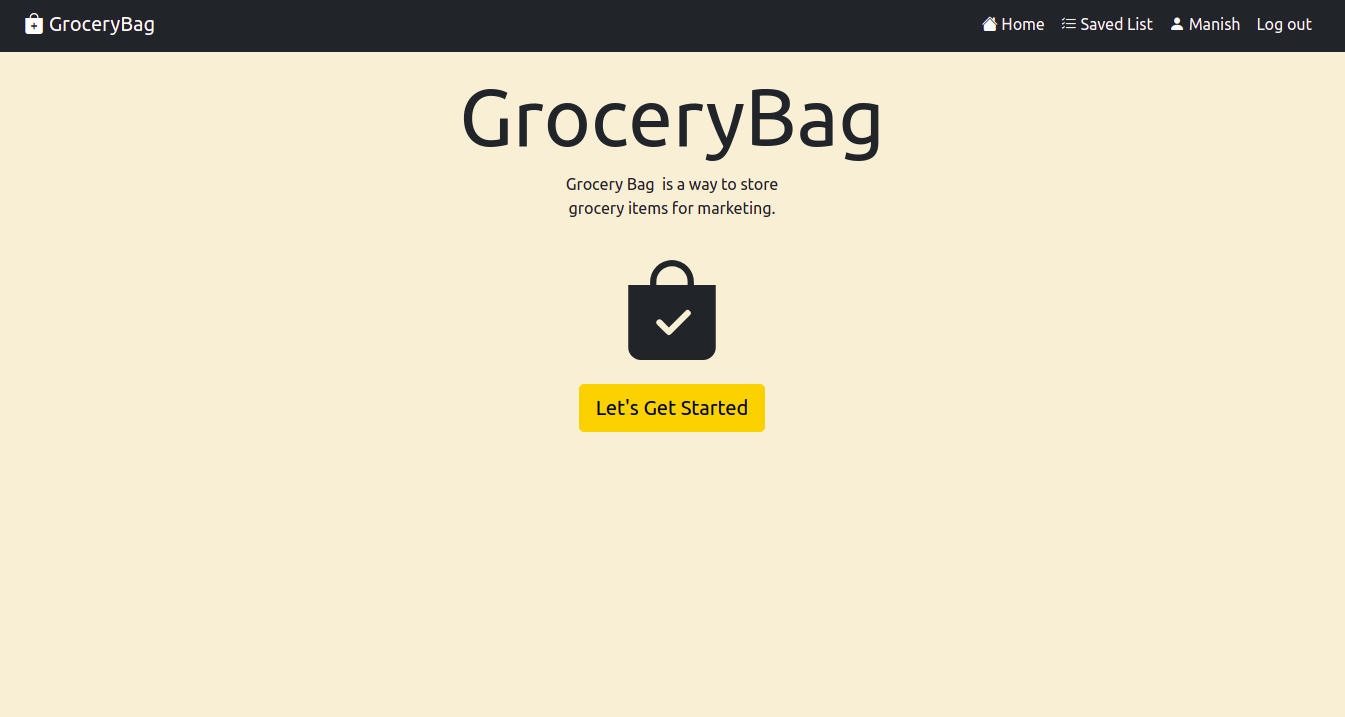 GroceryBag
Home Saved List Manish Log out
GroceryBag
Grocery Bag  is a way to store
grocery items for marketing.
Let's Get Started